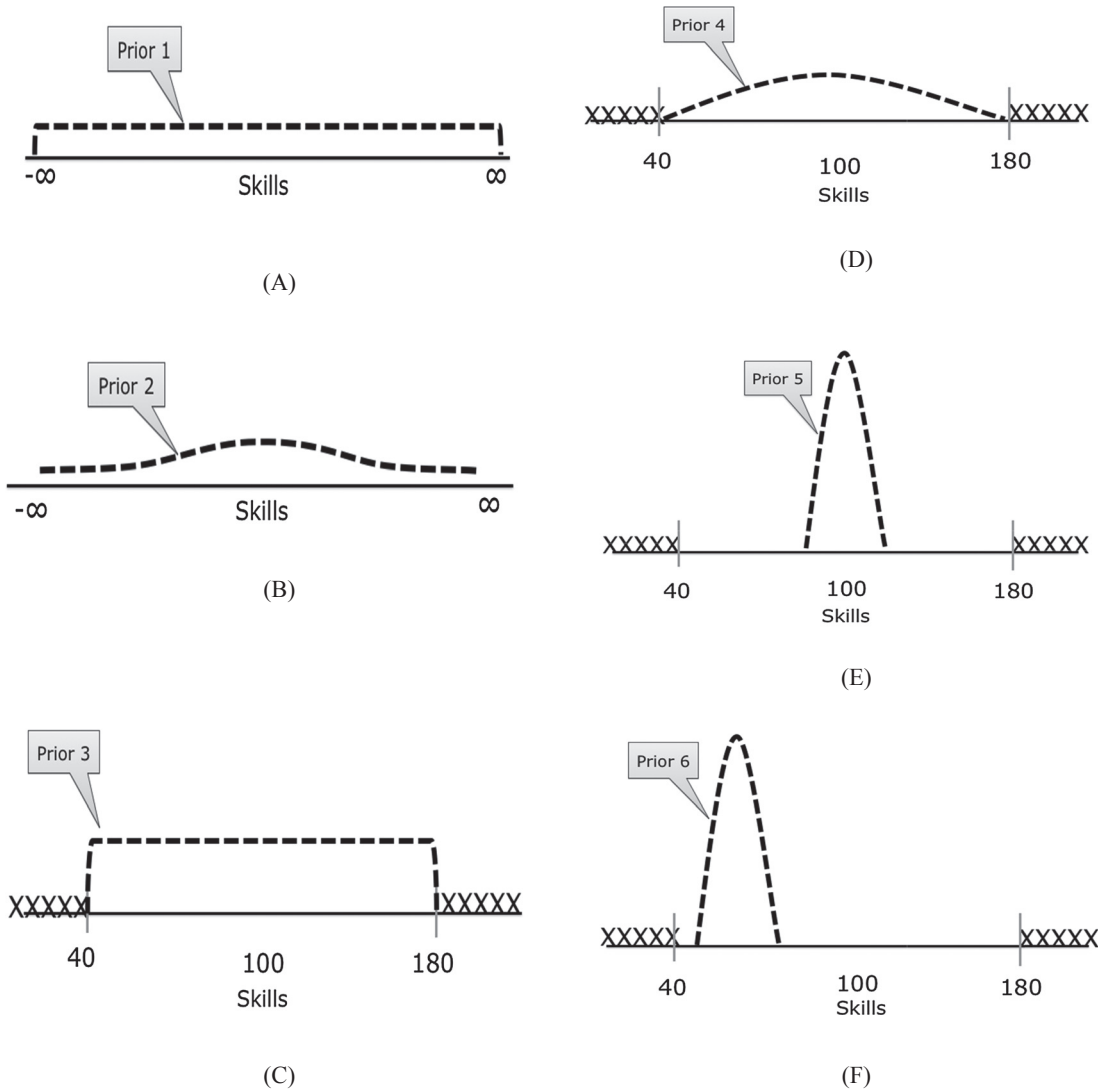 Prior 1
-∞ ∞
Skills
(A)
Prior 2
-∞ Skills ∞
(B)
Prior 3
XXXXX XXXXX
40 100 180
Skills
(C)
Prior 4
XXXXX XXXXX
40 100 180
Skills
(D)
Prior 5
XXXXX XXXXX
40 100 180
Skills
(E)
Prior 6
XXXXX XXXXX
40 100 180
Skills
(F)